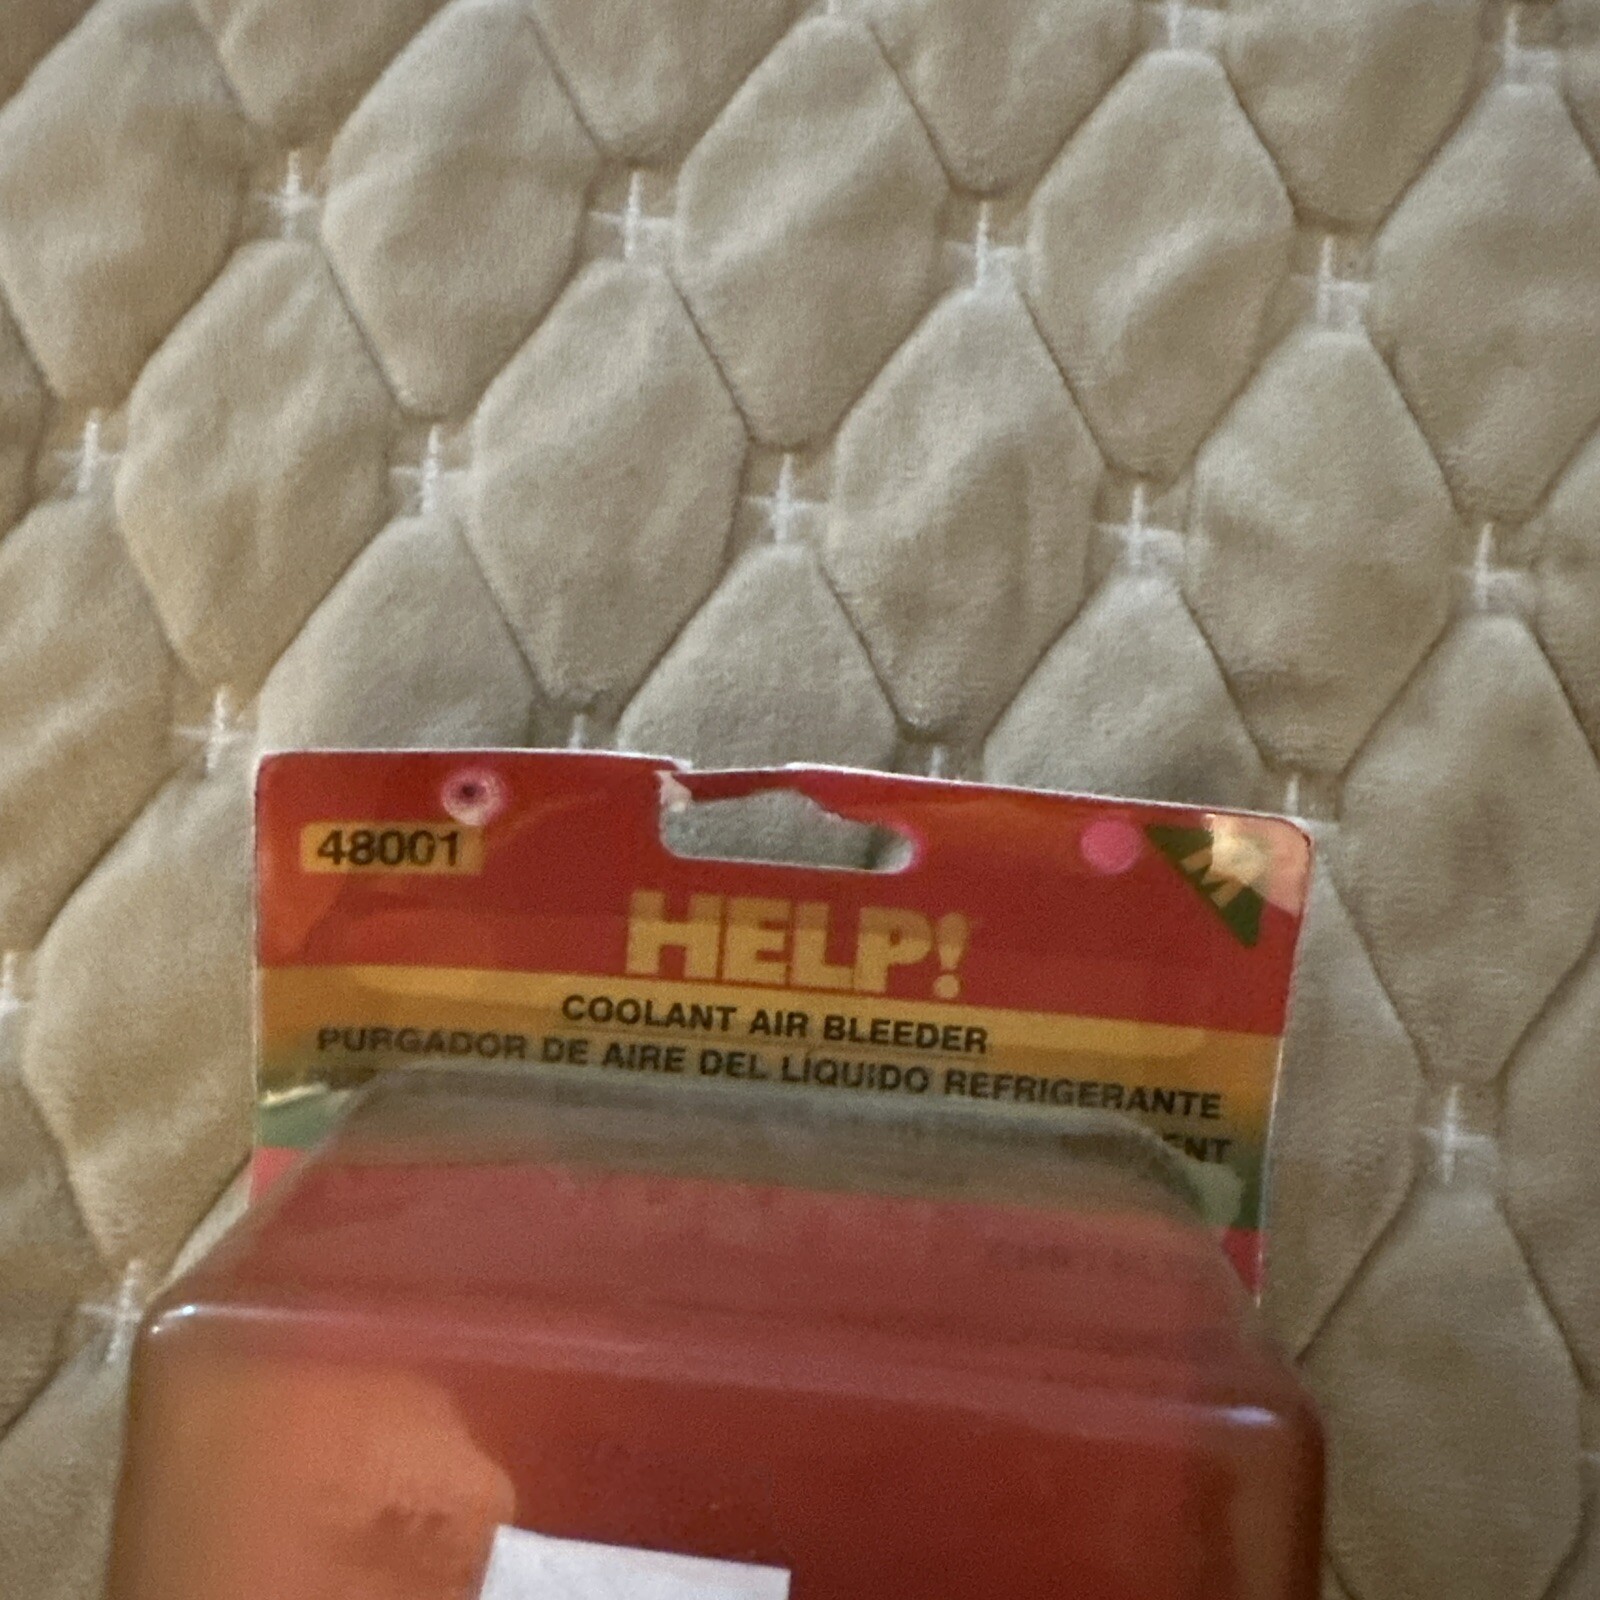 48001
M
HELP!
COOLANT AIR BLEEDER
PURGADOR DE AIRE DEL LÍQUIDO REFRIGERANTE